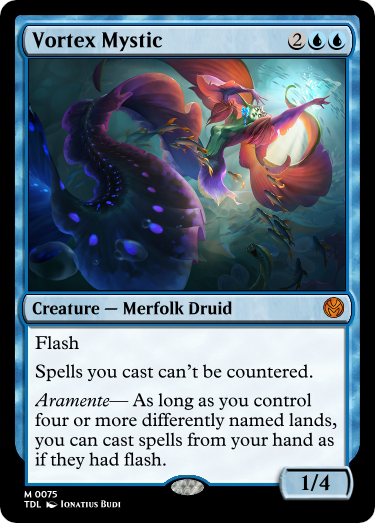 Vortex Mystic 2
Creature — Merfolk Druid
Flash
Spells you cast can't be countered.
Aramente— As long as you control
four or more differently named lands,
you can cast spells from your hand as
if they had flash.
1/4
M 0075
TDL Ionatius Budi